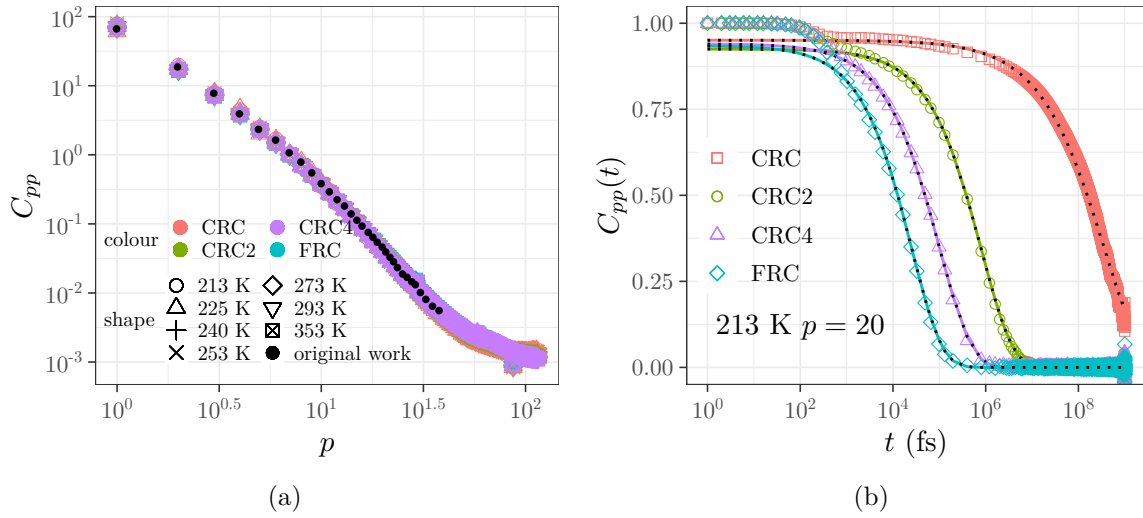 10^2
10^1
10^0
10^-1
10^-2
10^-3
C_pp
colour
CRC
CRC4
CRC2
FRC
shape
213 K
273 K
225 K
293 K
240 K
353 K
253 K
original work
10^0
10^0.5
10^1
10^1.5
10^2
p
(a)
1.00
0.75
0.50
0.25
0.00
C_pp(t)
CRC
CRC2
CRC4
FRC
213 K p = 20
10^0
10^2
10^4
10^6
10^8
t (fs)
(b)